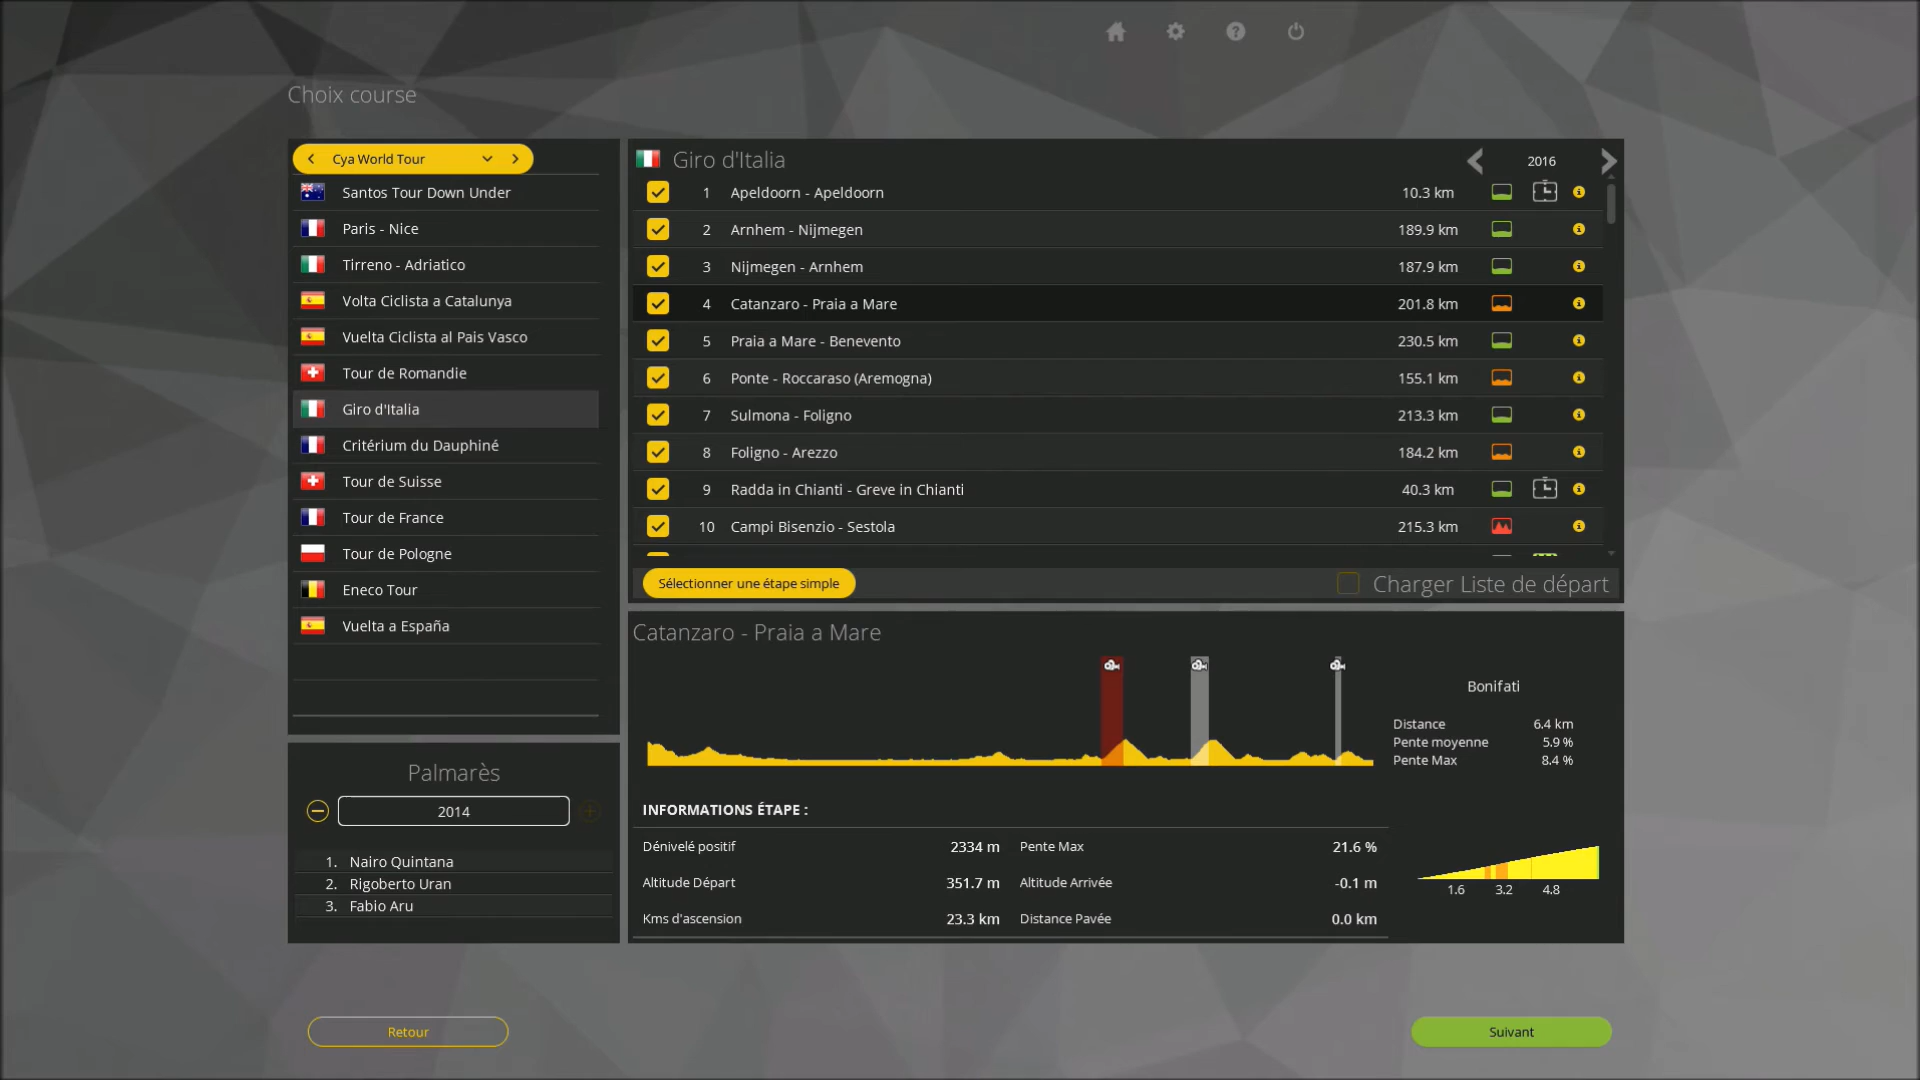 Choix course
Cya World Tour
Santos Tour Down Under
Paris - Nice
Tirreno - Adriatico
Volta Ciclista a Catalunya
Vuelta Ciclista al Pais Vasco
Tour de Romandie
Giro d'Italia
Critérium du Dauphiné
Tour de Suisse
Tour de France
Tour de Pologne
Eneco Tour
Vuelta a España
Palmarès
2014
1. Nairo Quintana
2. Rigoberto Uran
3. Fabio Aru
Giro d'Italia 2016
1 Apeldoorn - Apeldoorn 10.3 km
2 Arnhem - Nijmegen 189.9 km
3 Nijmegen - Arnhem 187.9 km
4 Catanzaro - Praia a Mare 201.8 km
5 Praia a Mare - Benevento 230.5 km
6 Ponte - Roccaraso (Aremogna) 155.1 km
7 Sulmona - Foligno 213.3 km
8 Foligno - Arezzo 184.2 km
9 Radda in Chianti - Greve in Chianti 40.3 km
10 Campi Bisenzio - Sestola 215.3 km
Sélectionner une étape simple Charger Liste de départ
Catanzaro - Praia a Mare
Bonifati
Distance 6.4 km
Pente moyenne 5.9 %
Pente Max 8.4 %
INFORMATIONS ÉTAPE :
Dénivelé positif 2334 m Pente Max 21.6 %
Altitude Départ 351.7 m Altitude Arrivée -0.1 m
Kms d'ascension 23.3 km Distance Pavée 0.0 km
1.6 3.2 4.8
Retour Suivant